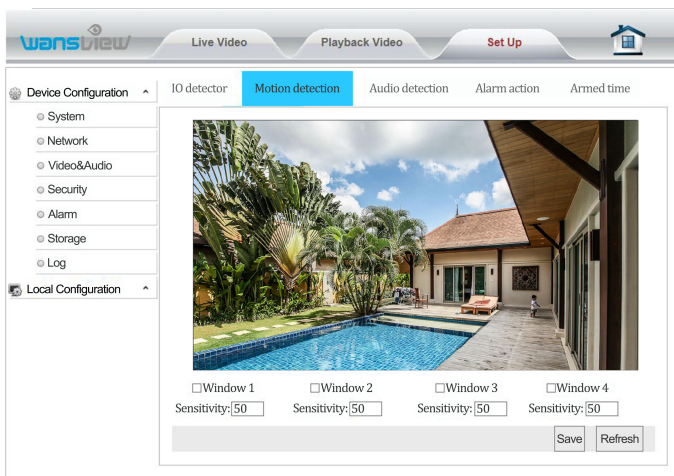 wansview
Live Video
Playback Video
Set Up
Device Configuration
System
Network
Video&Audio
Security
Alarm
Storage
Log
Local Configuration
IO detector
Motion detection
Audio detection
Alarm action
Armed time
Window 1
Window 2
Window 3
Window 4
Sensitivity: 50
Sensitivity: 50
Sensitivity: 50
Sensitivity: 50
Save
Refresh